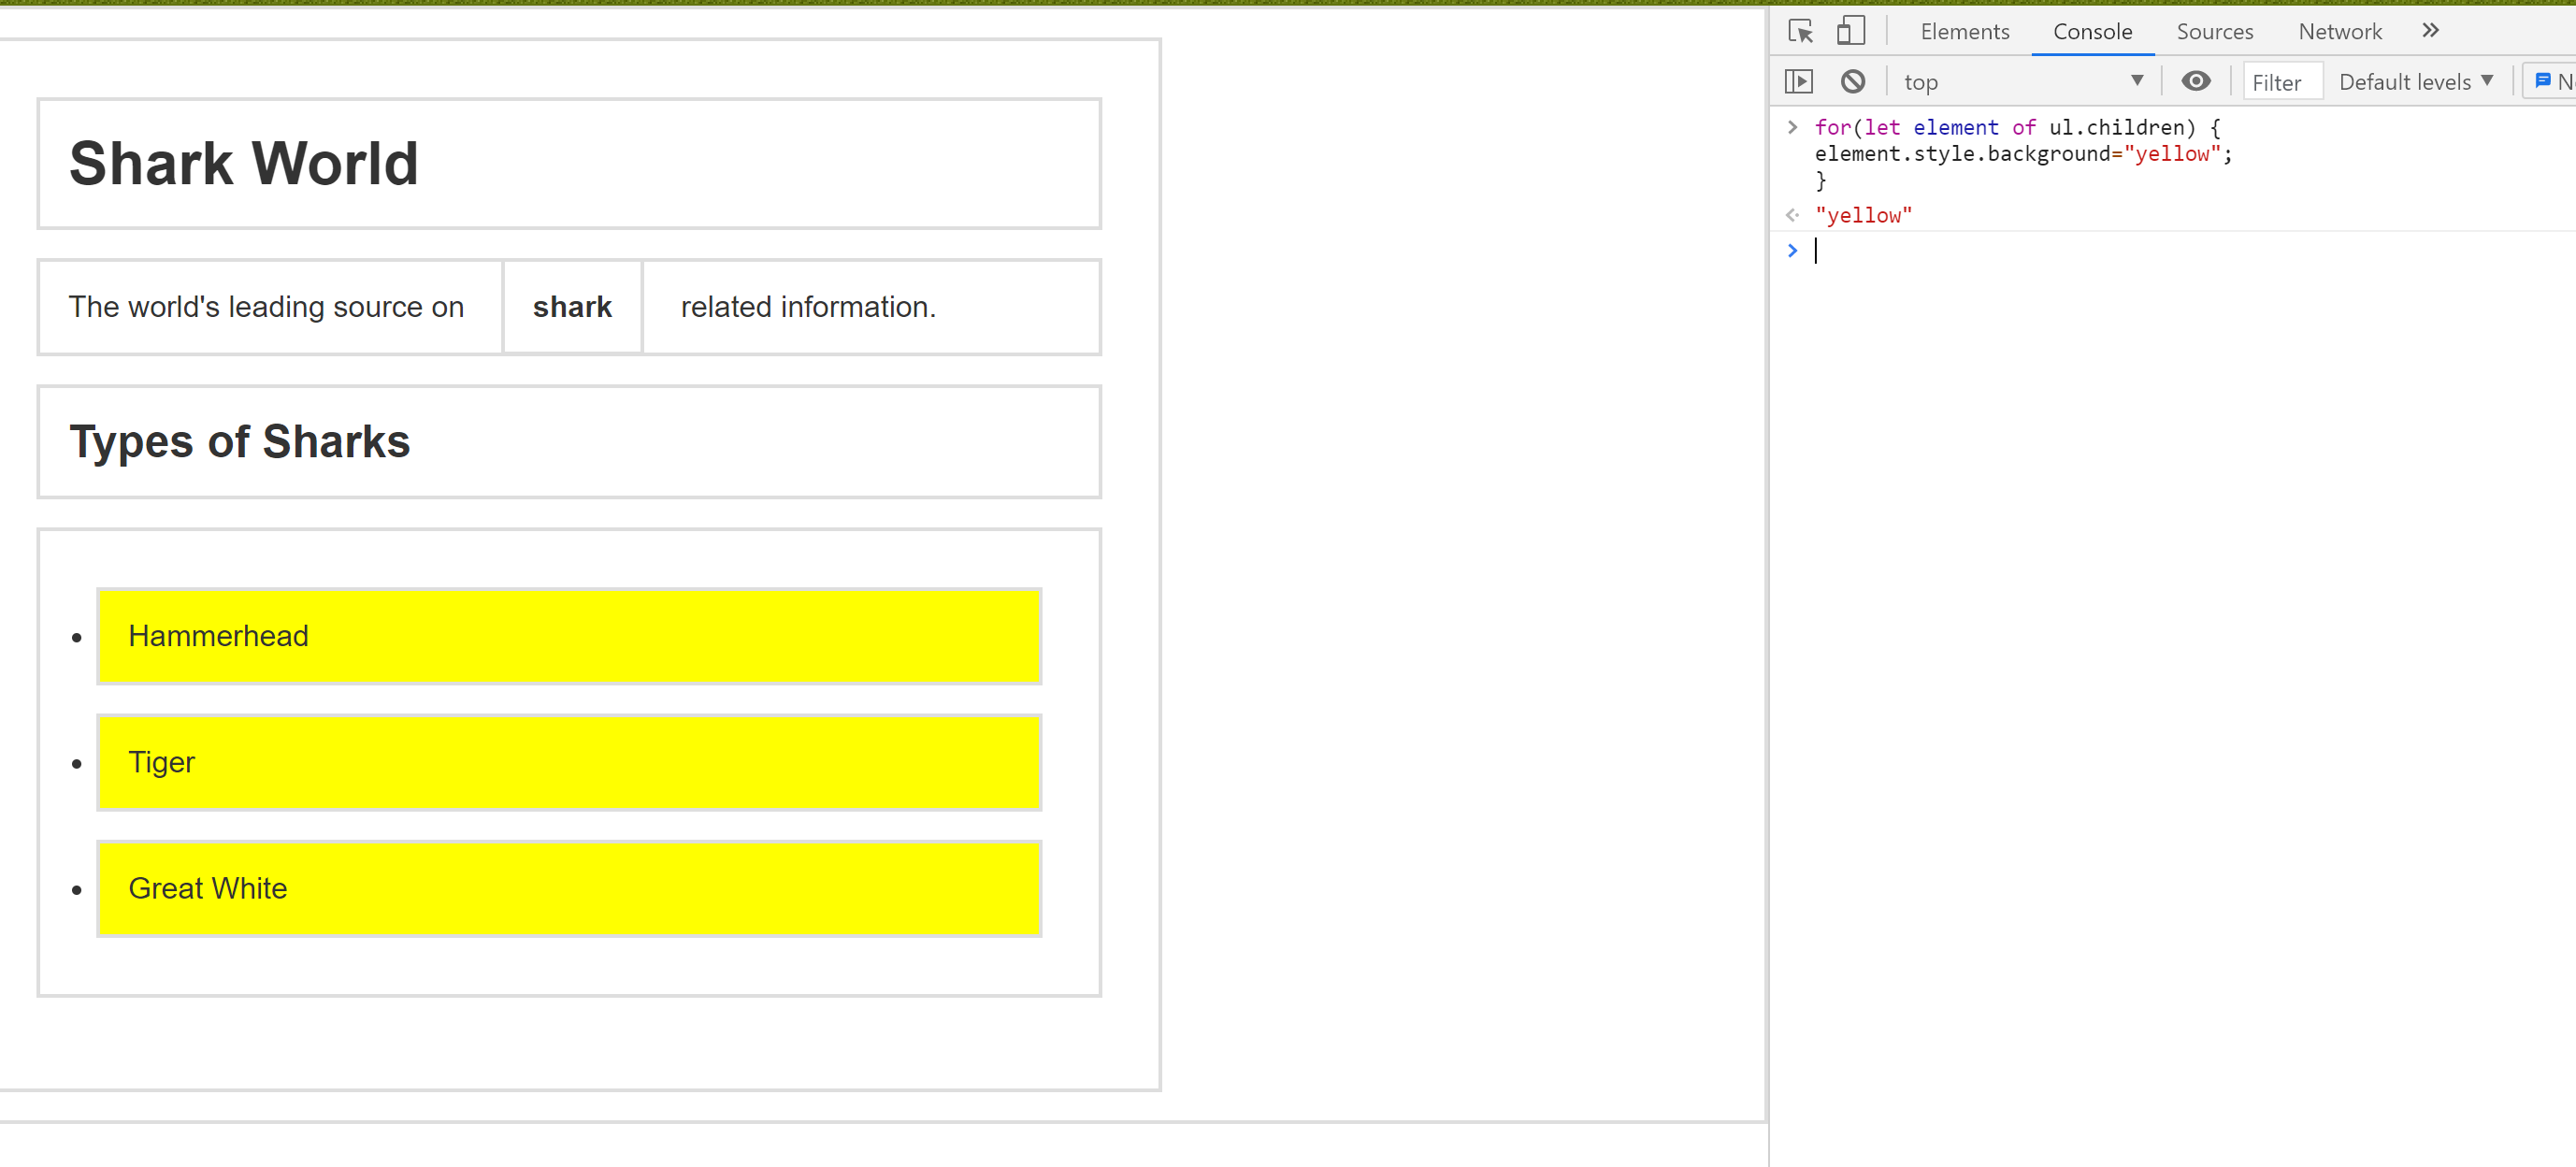 Shark World
The world's leading source on shark related information.
Types of Sharks
Hammerhead
Tiger
Great White
Elements Console Sources Network
top Filter Default levels
for(let element of ul.children) {
element.style.background="yellow";
}
"yellow"